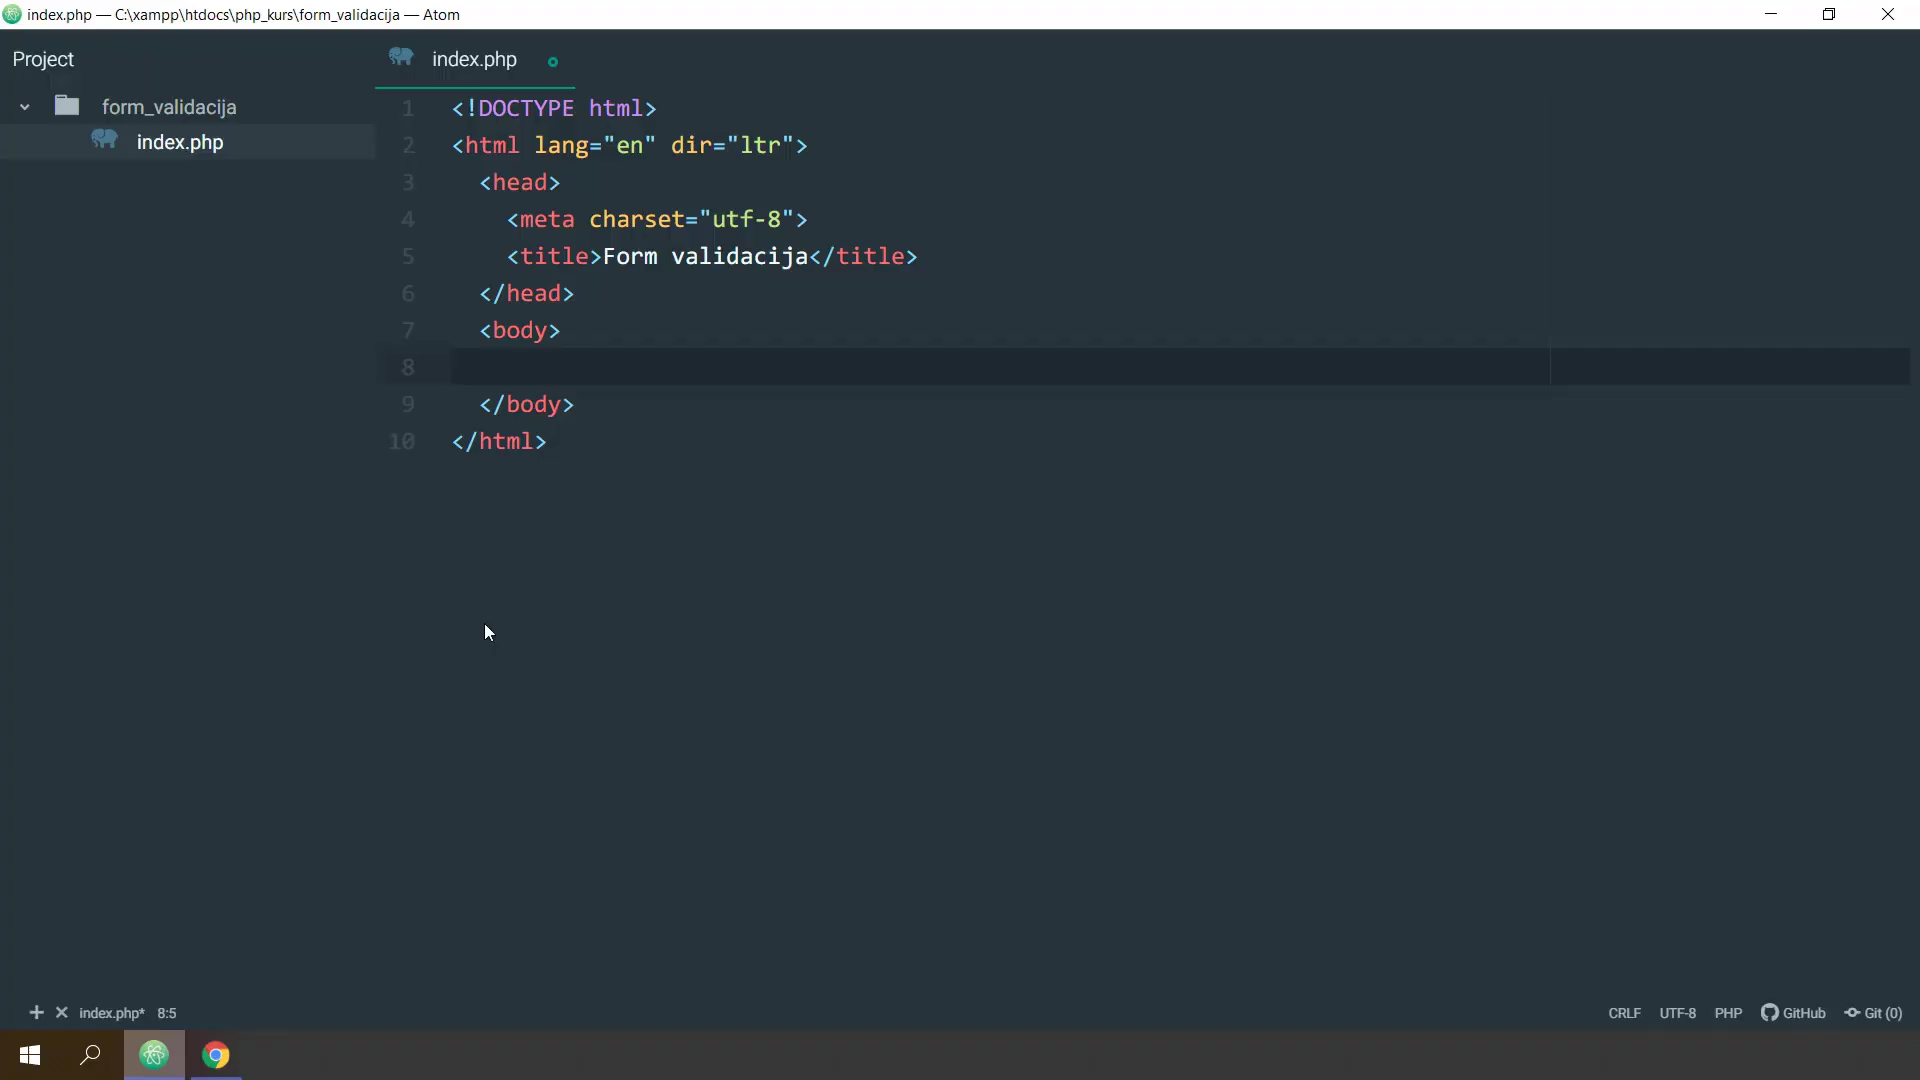 index.php — C:\xampp\htdocs\php_kurs\form_validacija — Atom
Project
index.php
form_validacija
index.php
1 <!DOCTYPE html>
2 <html lang="en" dir="ltr">
3 <head>
4 <meta charset="utf-8">
5 <title>Form validacija</title>
6 </head>
7 <body>
8
9 </body>
10 </html>
index.php* 8:5
CRLF UTF-8 PHP GitHub Git (0)